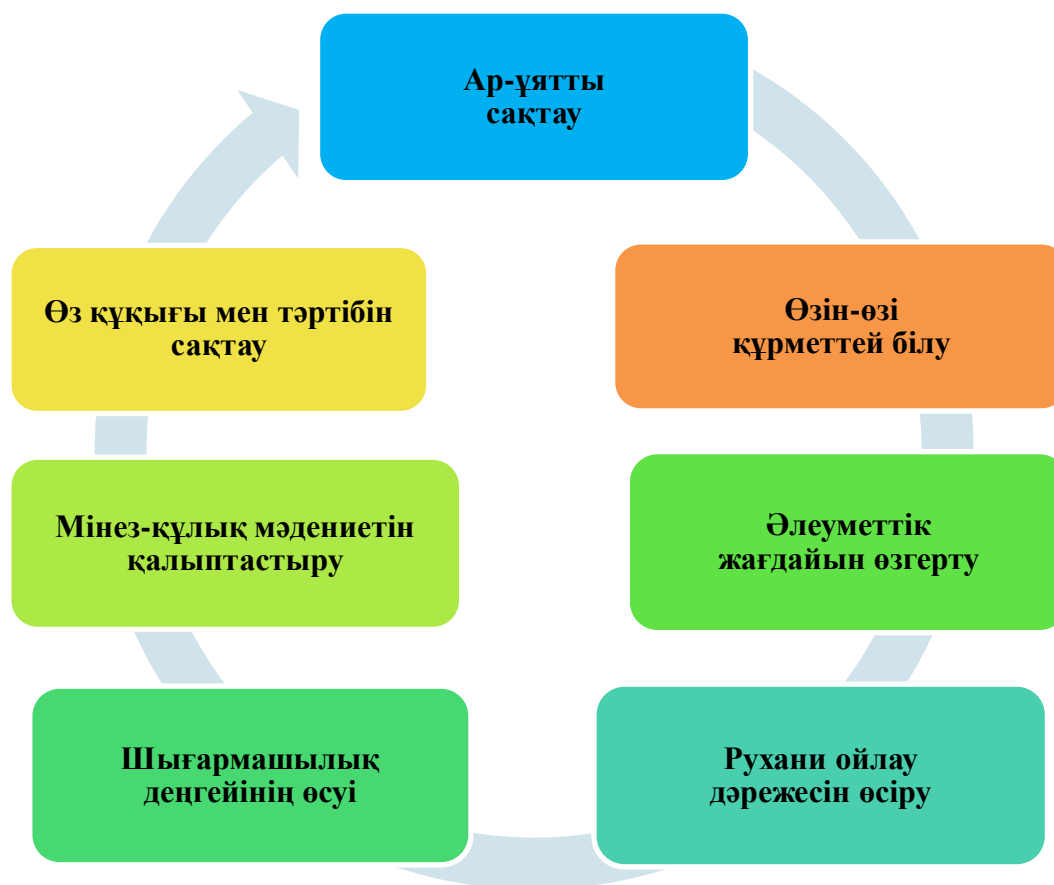 Ар-ұятты
сақтау
Өзін-өзі
құрметтей білу
Әлеуметтік
жағдайын өзгерту
Рухани ойлау
дәрежесін өсіру
Шығармашылық
деңгейінің өсуі
Мінез-құлық мәдениетін
қалыптастыру
Өз құқығы мен тәртібін
сақтау